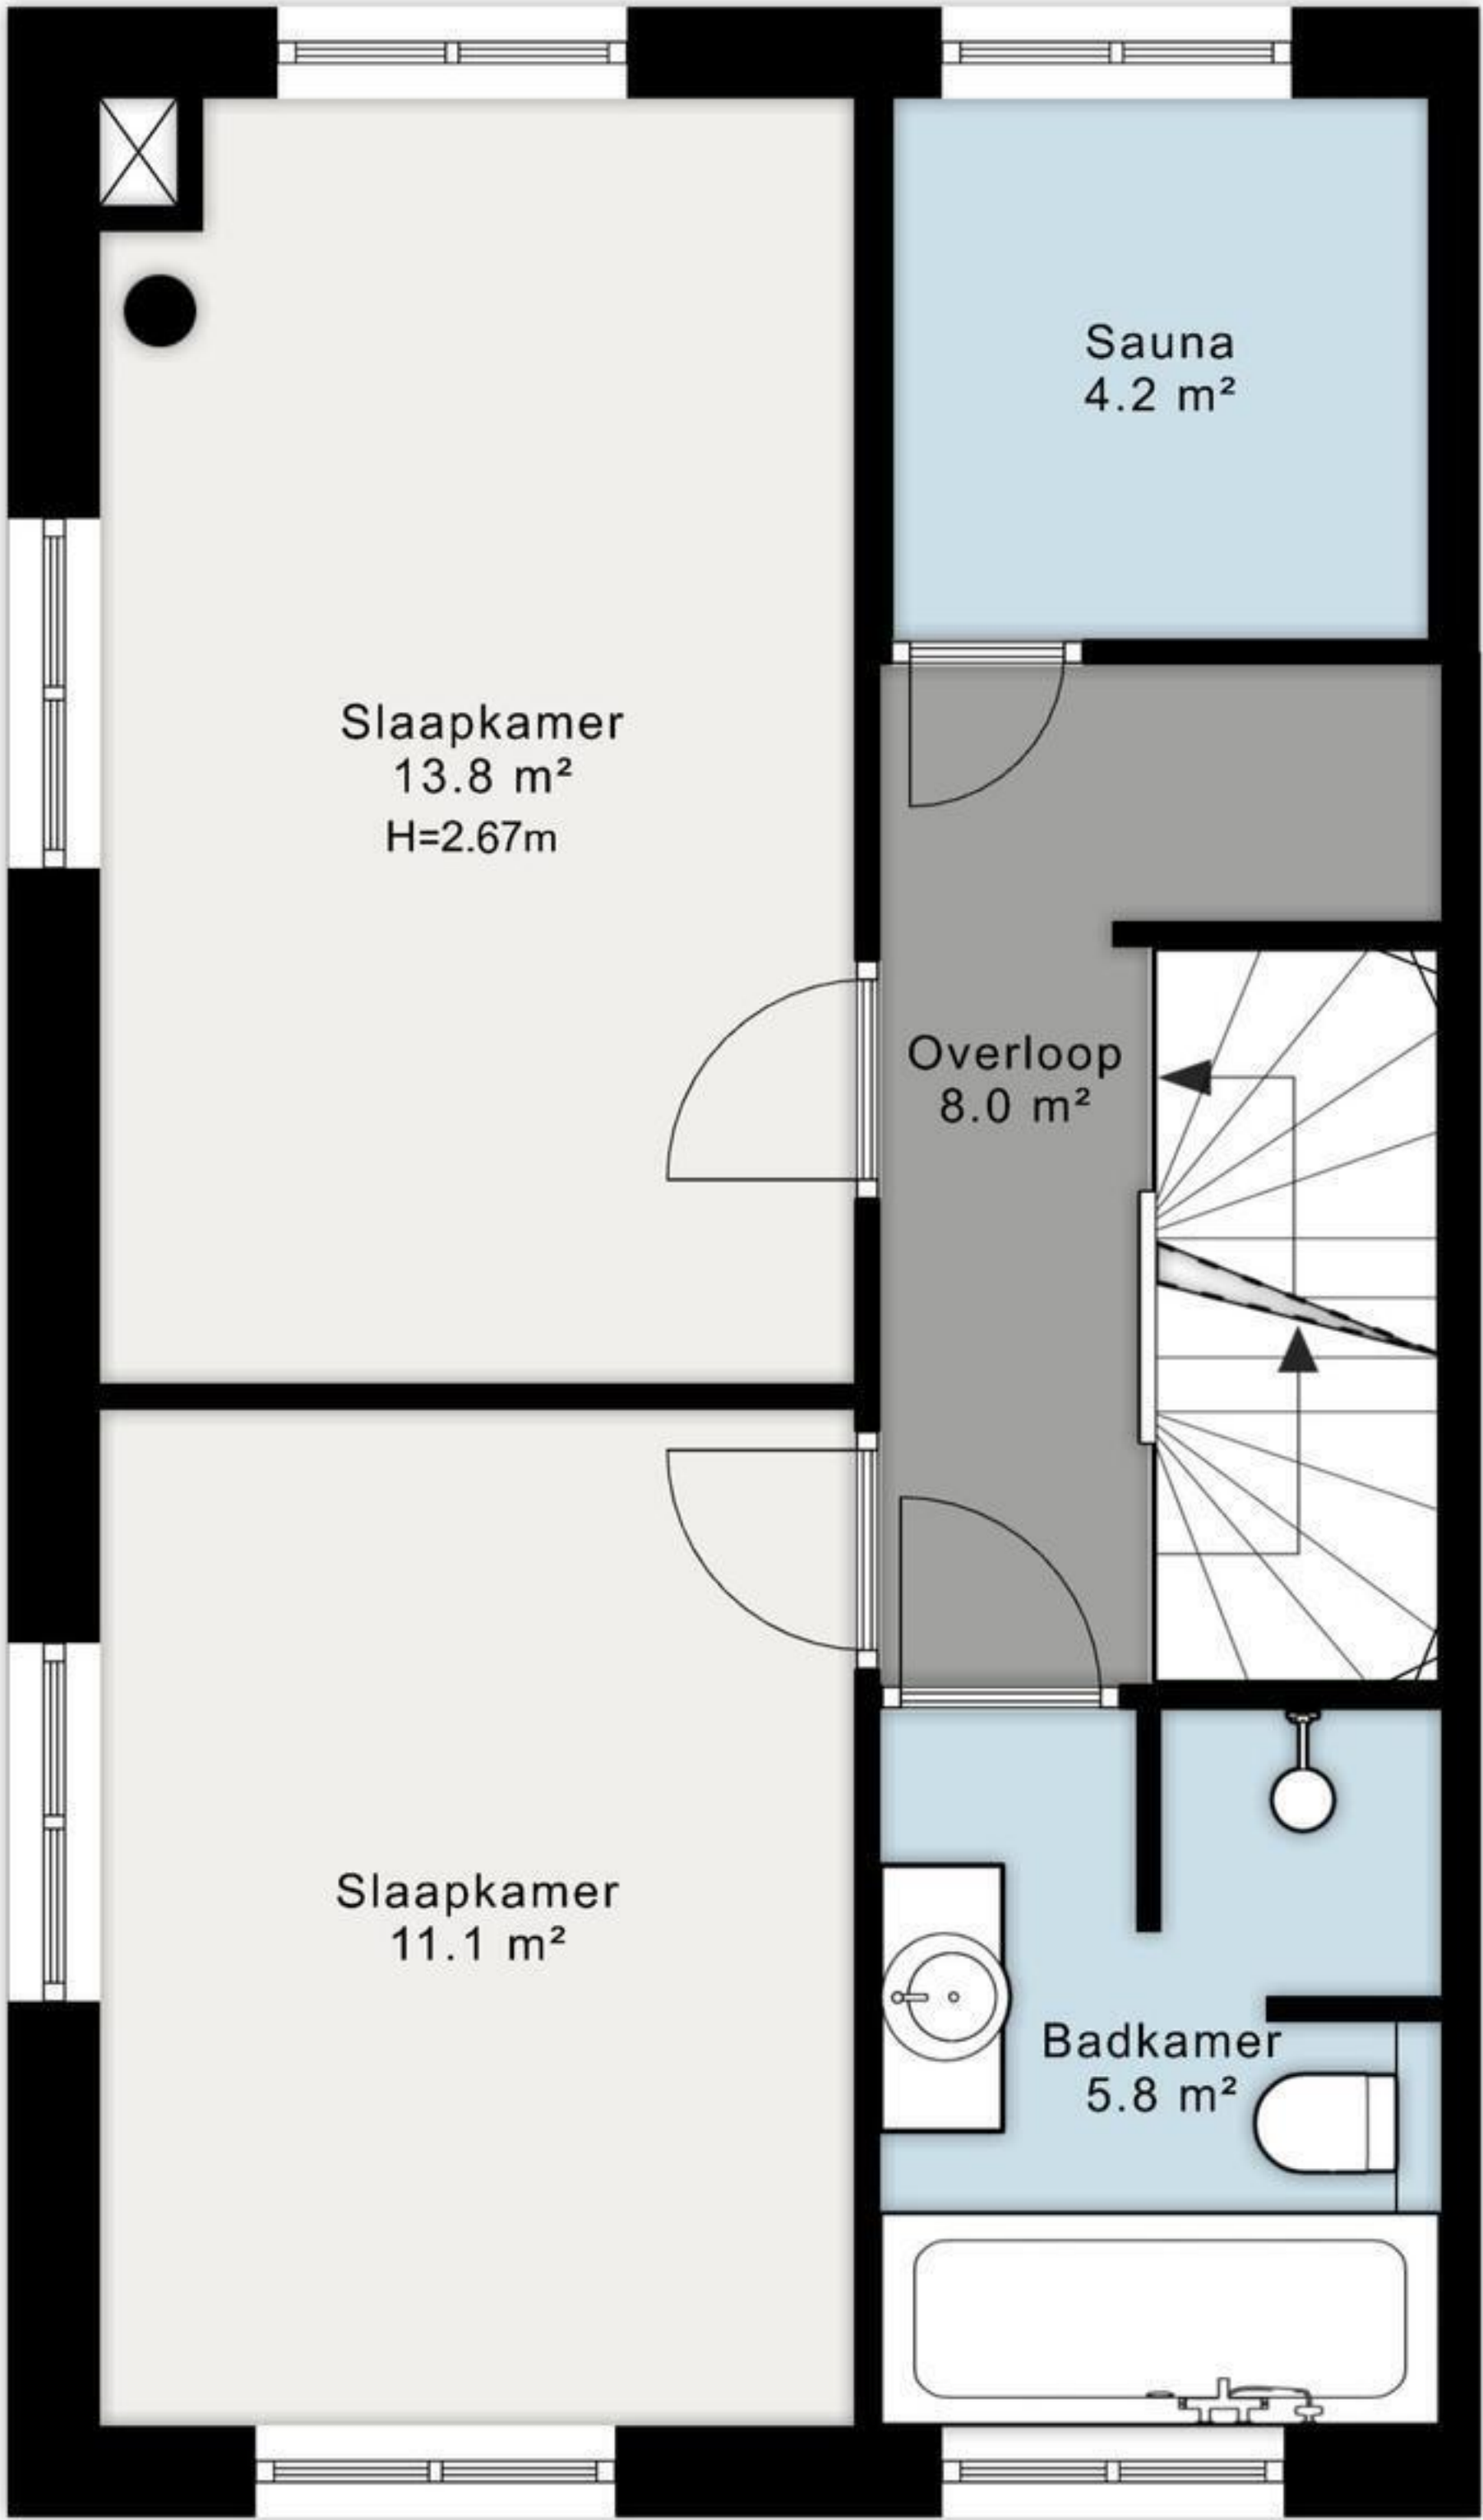 Sauna
4.2 m²
Slaapkamer
13.8 m²
H=2.67m
Overloop
8.0 m²
Slaapkamer
11.1 m²
Badkamer
5.8 m²